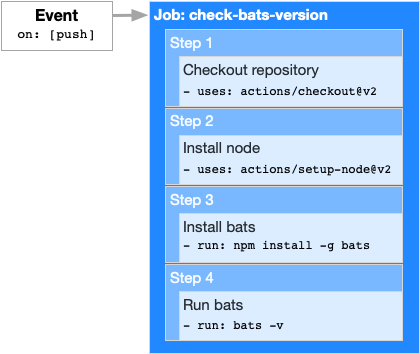 Event
on: [push]
Job: check-bats-version
Step 1
Checkout repository
- uses: actions/checkout@v2
Step 2
Install node
- uses: actions/setup-node@v2
Step 3
Install bats
- run: npm install -g bats
Step 4
Run bats
- run: bats -v